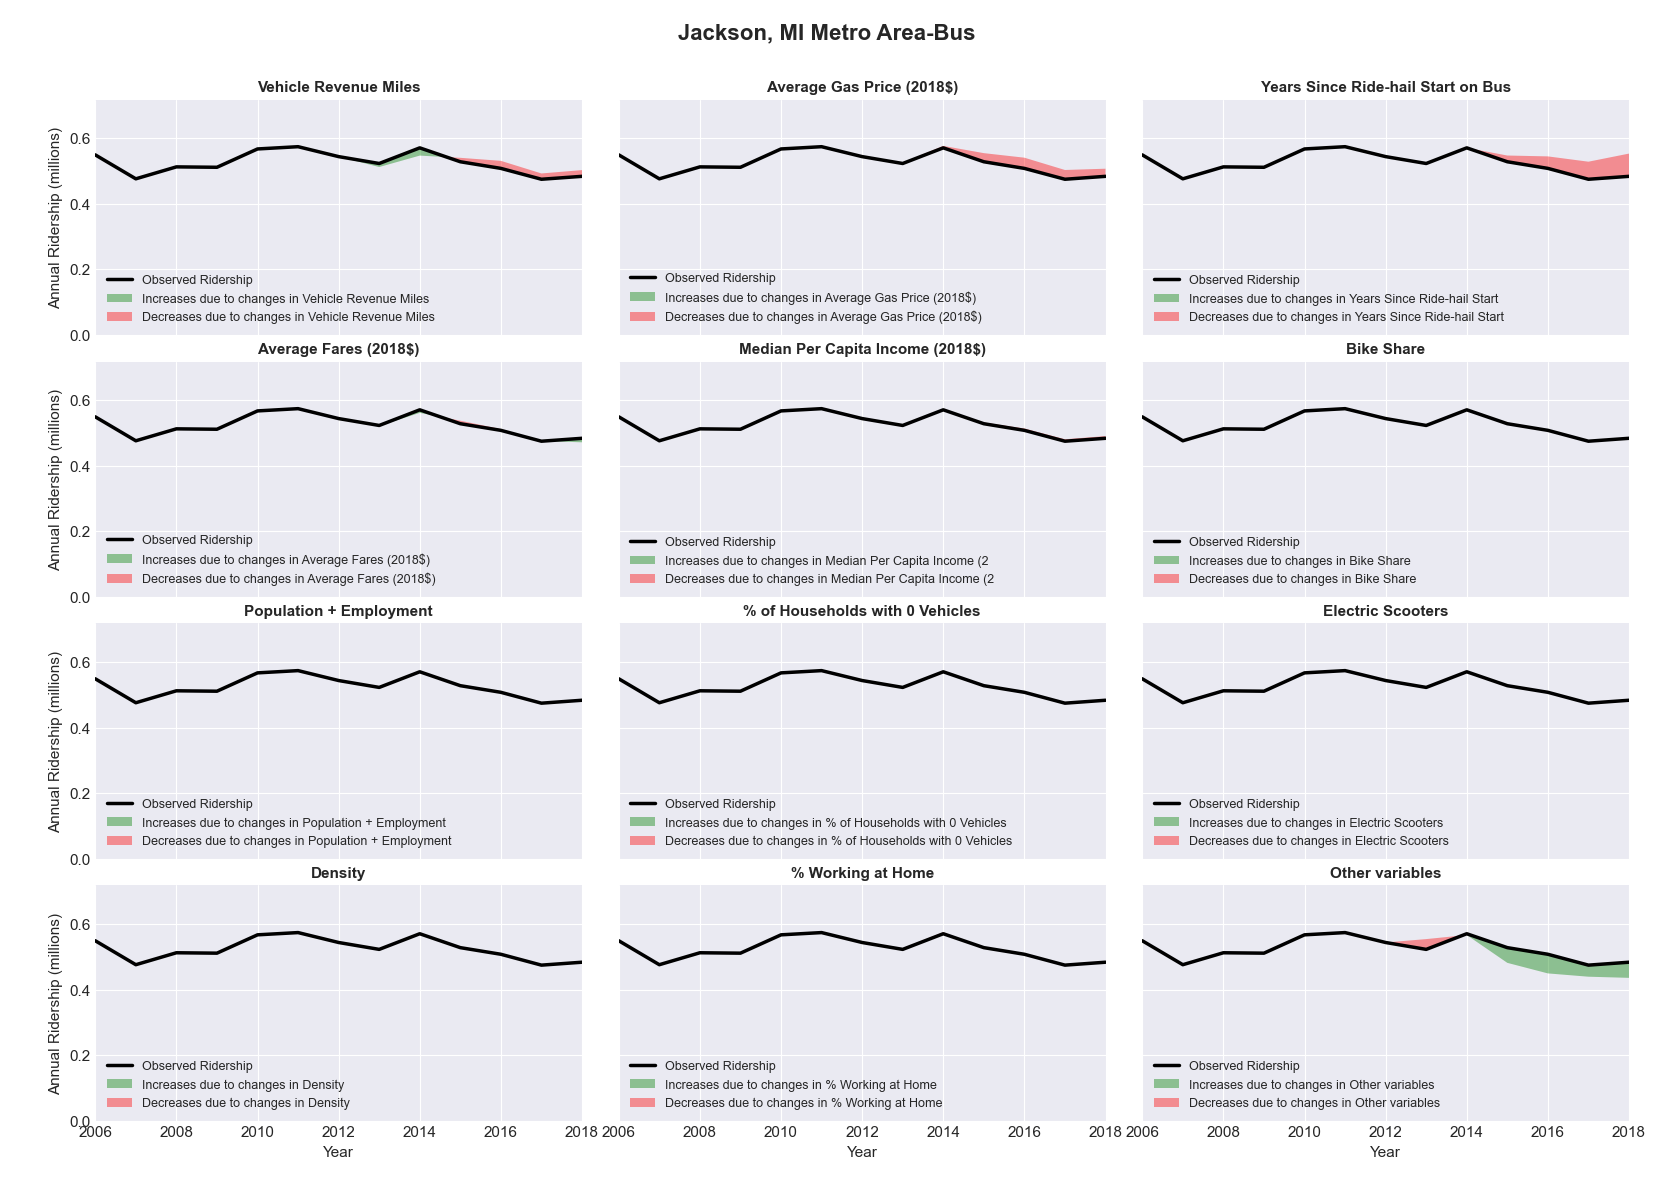 Jackson, MI Metro Area-Bus
Vehicle Revenue Miles
Average Gas Price (2018$)
Years Since Ride-hail Start on Bus
Annual Ridership (millions)
0.6
0.4
0.2
0.0
Observed Ridership
Increases due to changes in Vehicle Revenue Miles
Decreases due to changes in Vehicle Revenue Miles
Observed Ridership
Increases due to changes in Average Gas Price (2018$)
Decreases due to changes in Average Gas Price (2018$)
Observed Ridership
Increases due to changes in Years Since Ride-hail Start
Decreases due to changes in Years Since Ride-hail Start
Average Fares (2018$)
Median Per Capita Income (2018$)
Bike Share
Annual Ridership (millions)
0.6
0.4
0.2
0.0
Observed Ridership
Increases due to changes in Average Fares (2018$)
Decreases due to changes in Average Fares (2018$)
Observed Ridership
Increases due to changes in Median Per Capita Income (2
Decreases due to changes in Median Per Capita Income (2
Observed Ridership
Increases due to changes in Bike Share
Decreases due to changes in Bike Share
Population + Employment
% of Households with 0 Vehicles
Electric Scooters
Annual Ridership (millions)
0.6
0.4
0.2
0.0
Observed Ridership
Increases due to changes in Population + Employment
Decreases due to changes in Population + Employment
Observed Ridership
Increases due to changes in % of Households with 0 Vehicles
Decreases due to changes in % of Households with 0 Vehicles
Observed Ridership
Increases due to changes in Electric Scooters
Decreases due to changes in Electric Scooters
Density
% Working at Home
Other variables
Annual Ridership (millions)
0.6
0.4
0.2
0.0
Observed Ridership
Increases due to changes in Density
Decreases due to changes in Density
Observed Ridership
Increases due to changes in % Working at Home
Decreases due to changes in % Working at Home
Observed Ridership
Increases due to changes in Other variables
Decreases due to changes in Other variables
2006 2008 2010 2012 2014 2016 2018
2006 2008 2010 2012 2014 2016 2018
2006 2008 2010 2012 2014 2016 2018
Year
Year
Year